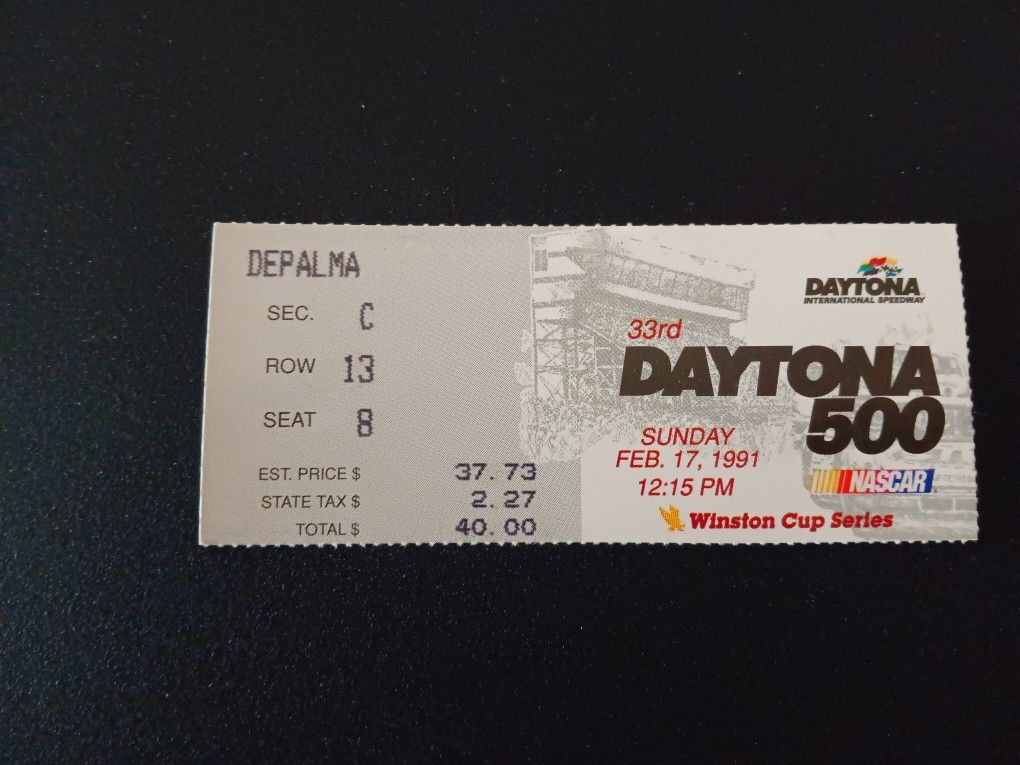 DEPALMA
SEC. C
ROW 13
SEAT 8
EST. PRICE $ 37.73
STATE TAX $ 2.27
TOTAL $ 40.00
DAYTONA
INTERNATIONAL SPEEDWAY
33rd
DAYTONA
500®
SUNDAY
FEB. 17, 1991
12:15 PM
NASCAR
Winston Cup Series